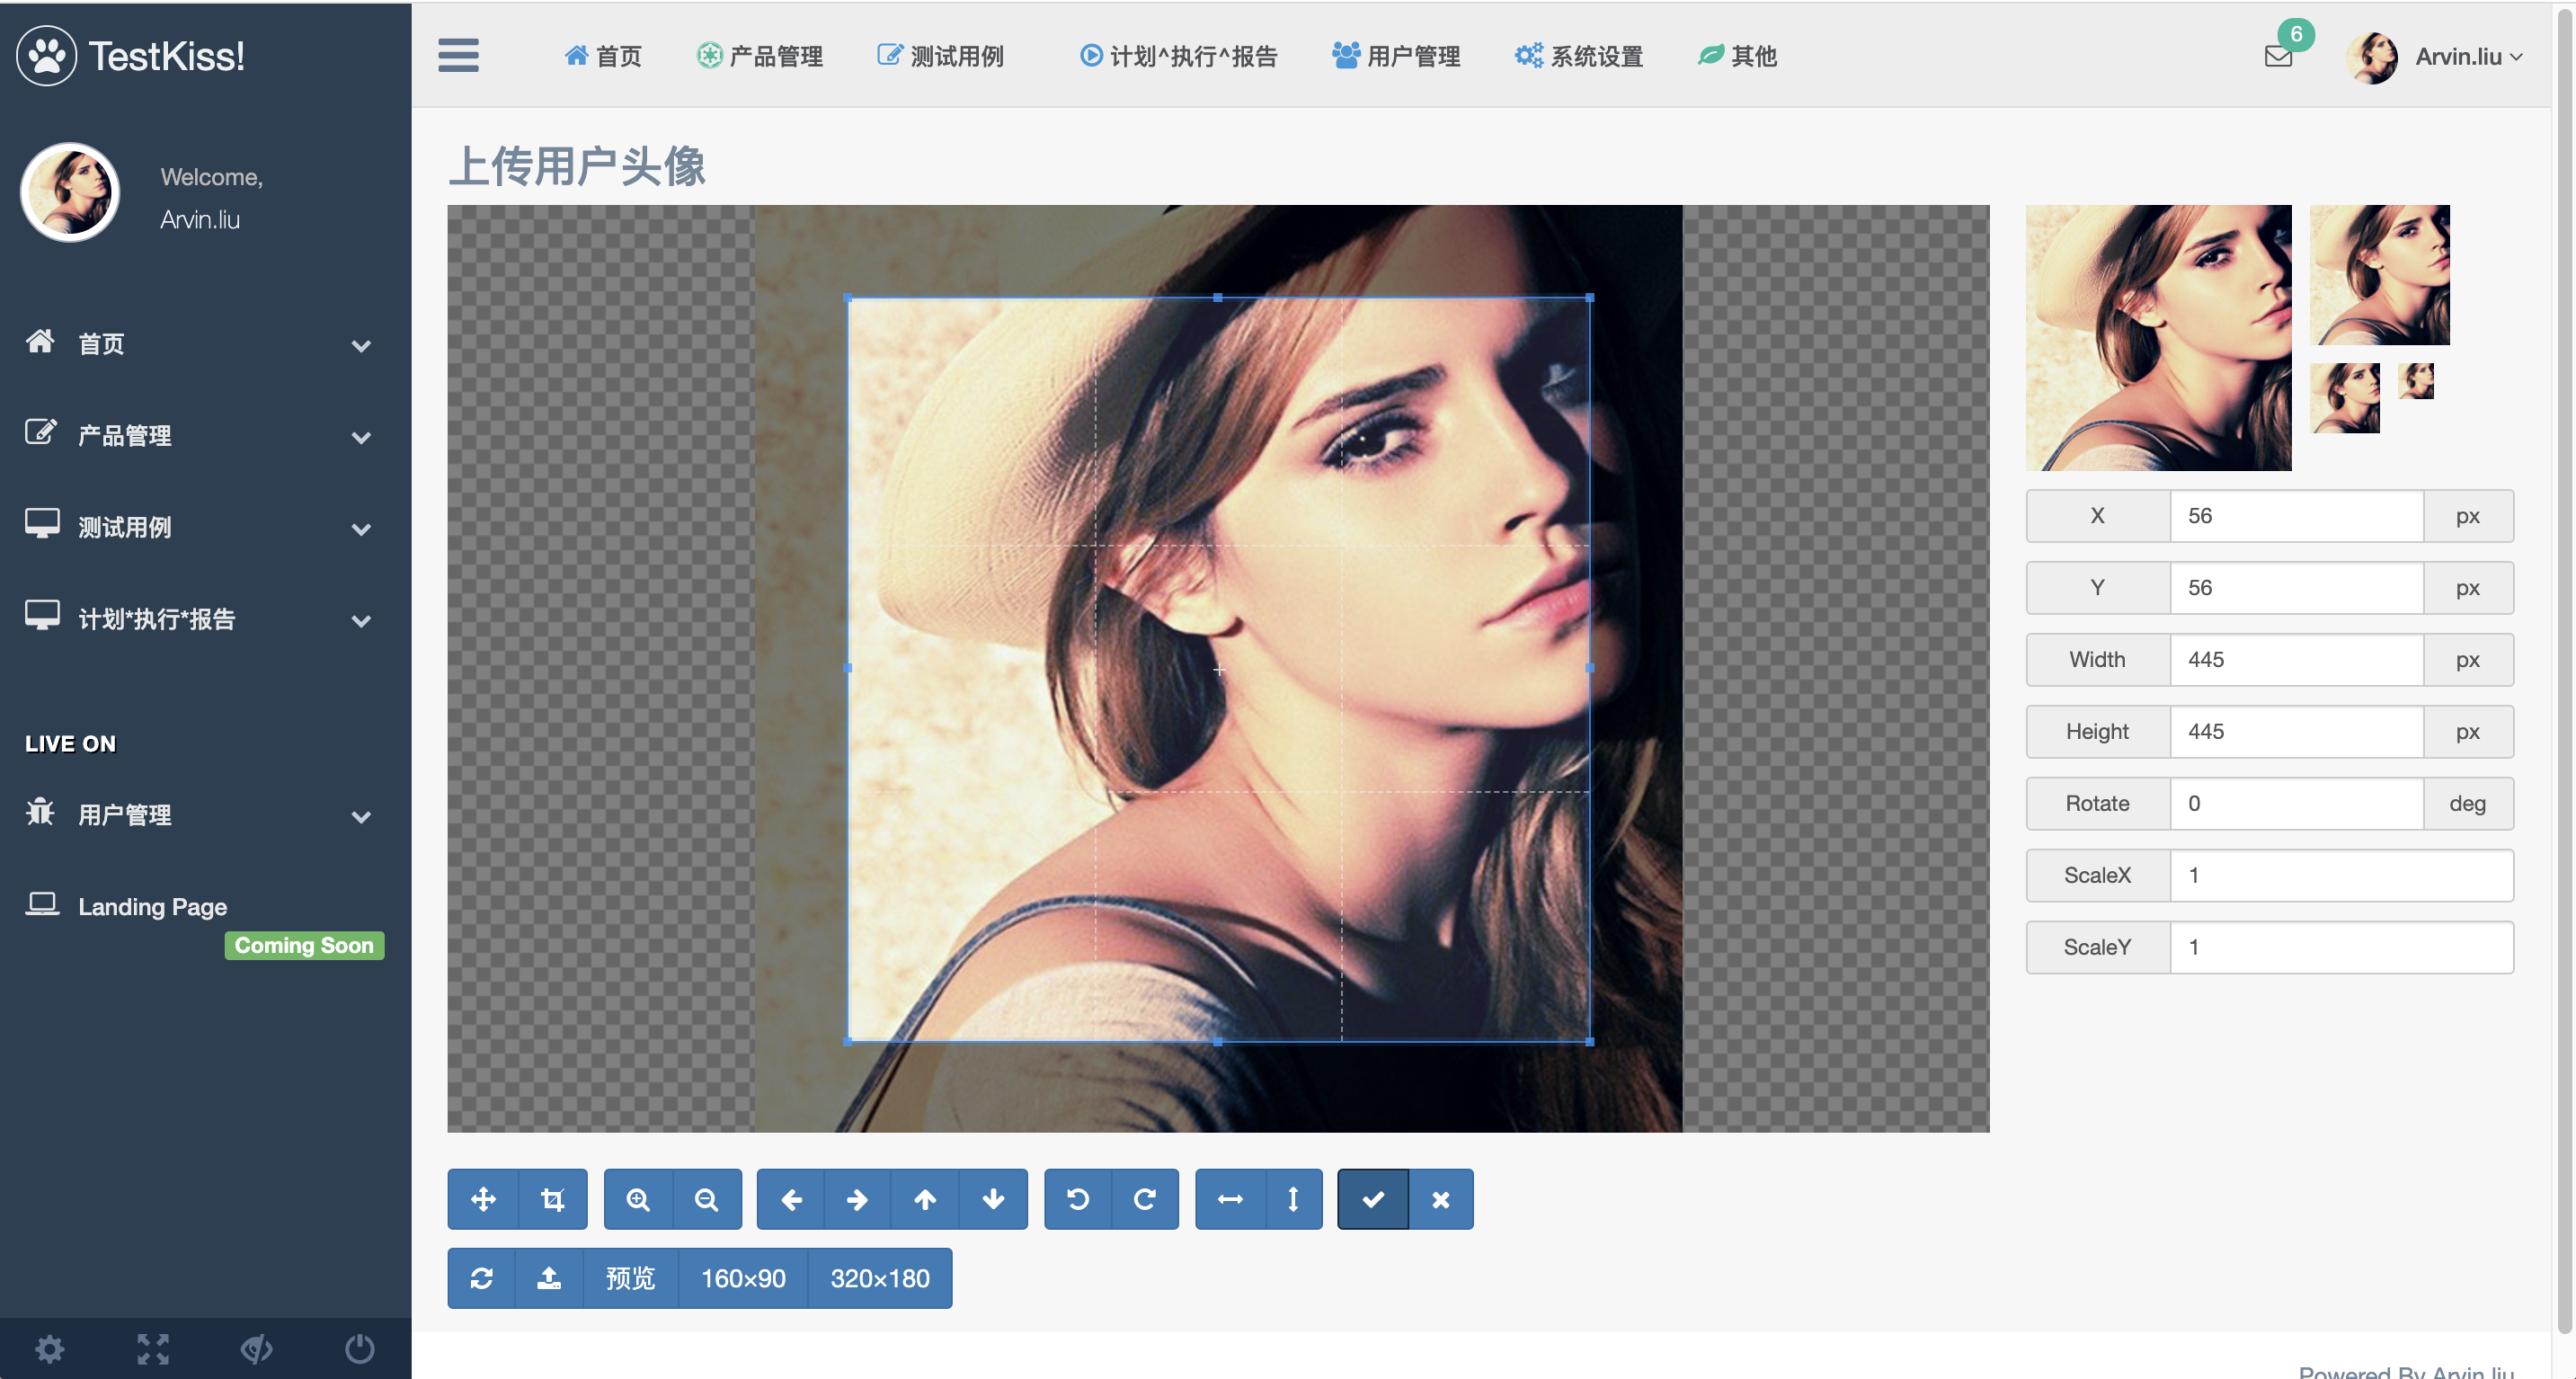 TestKiss!
首页 产品管理 测试用例 计划^执行^报告 用户管理 系统设置 其他
6
Arvin.liu
Welcome,
Arvin.liu
首页
产品管理
测试用例
计划*执行*报告
LIVE ON
用户管理
Landing Page
Coming Soon
上传用户头像
X 56 px
Y 56 px
Width 445 px
Height 445 px
Rotate 0 deg
ScaleX 1
ScaleY 1
预览 160×90 320×180
Powered By Arvin.liu